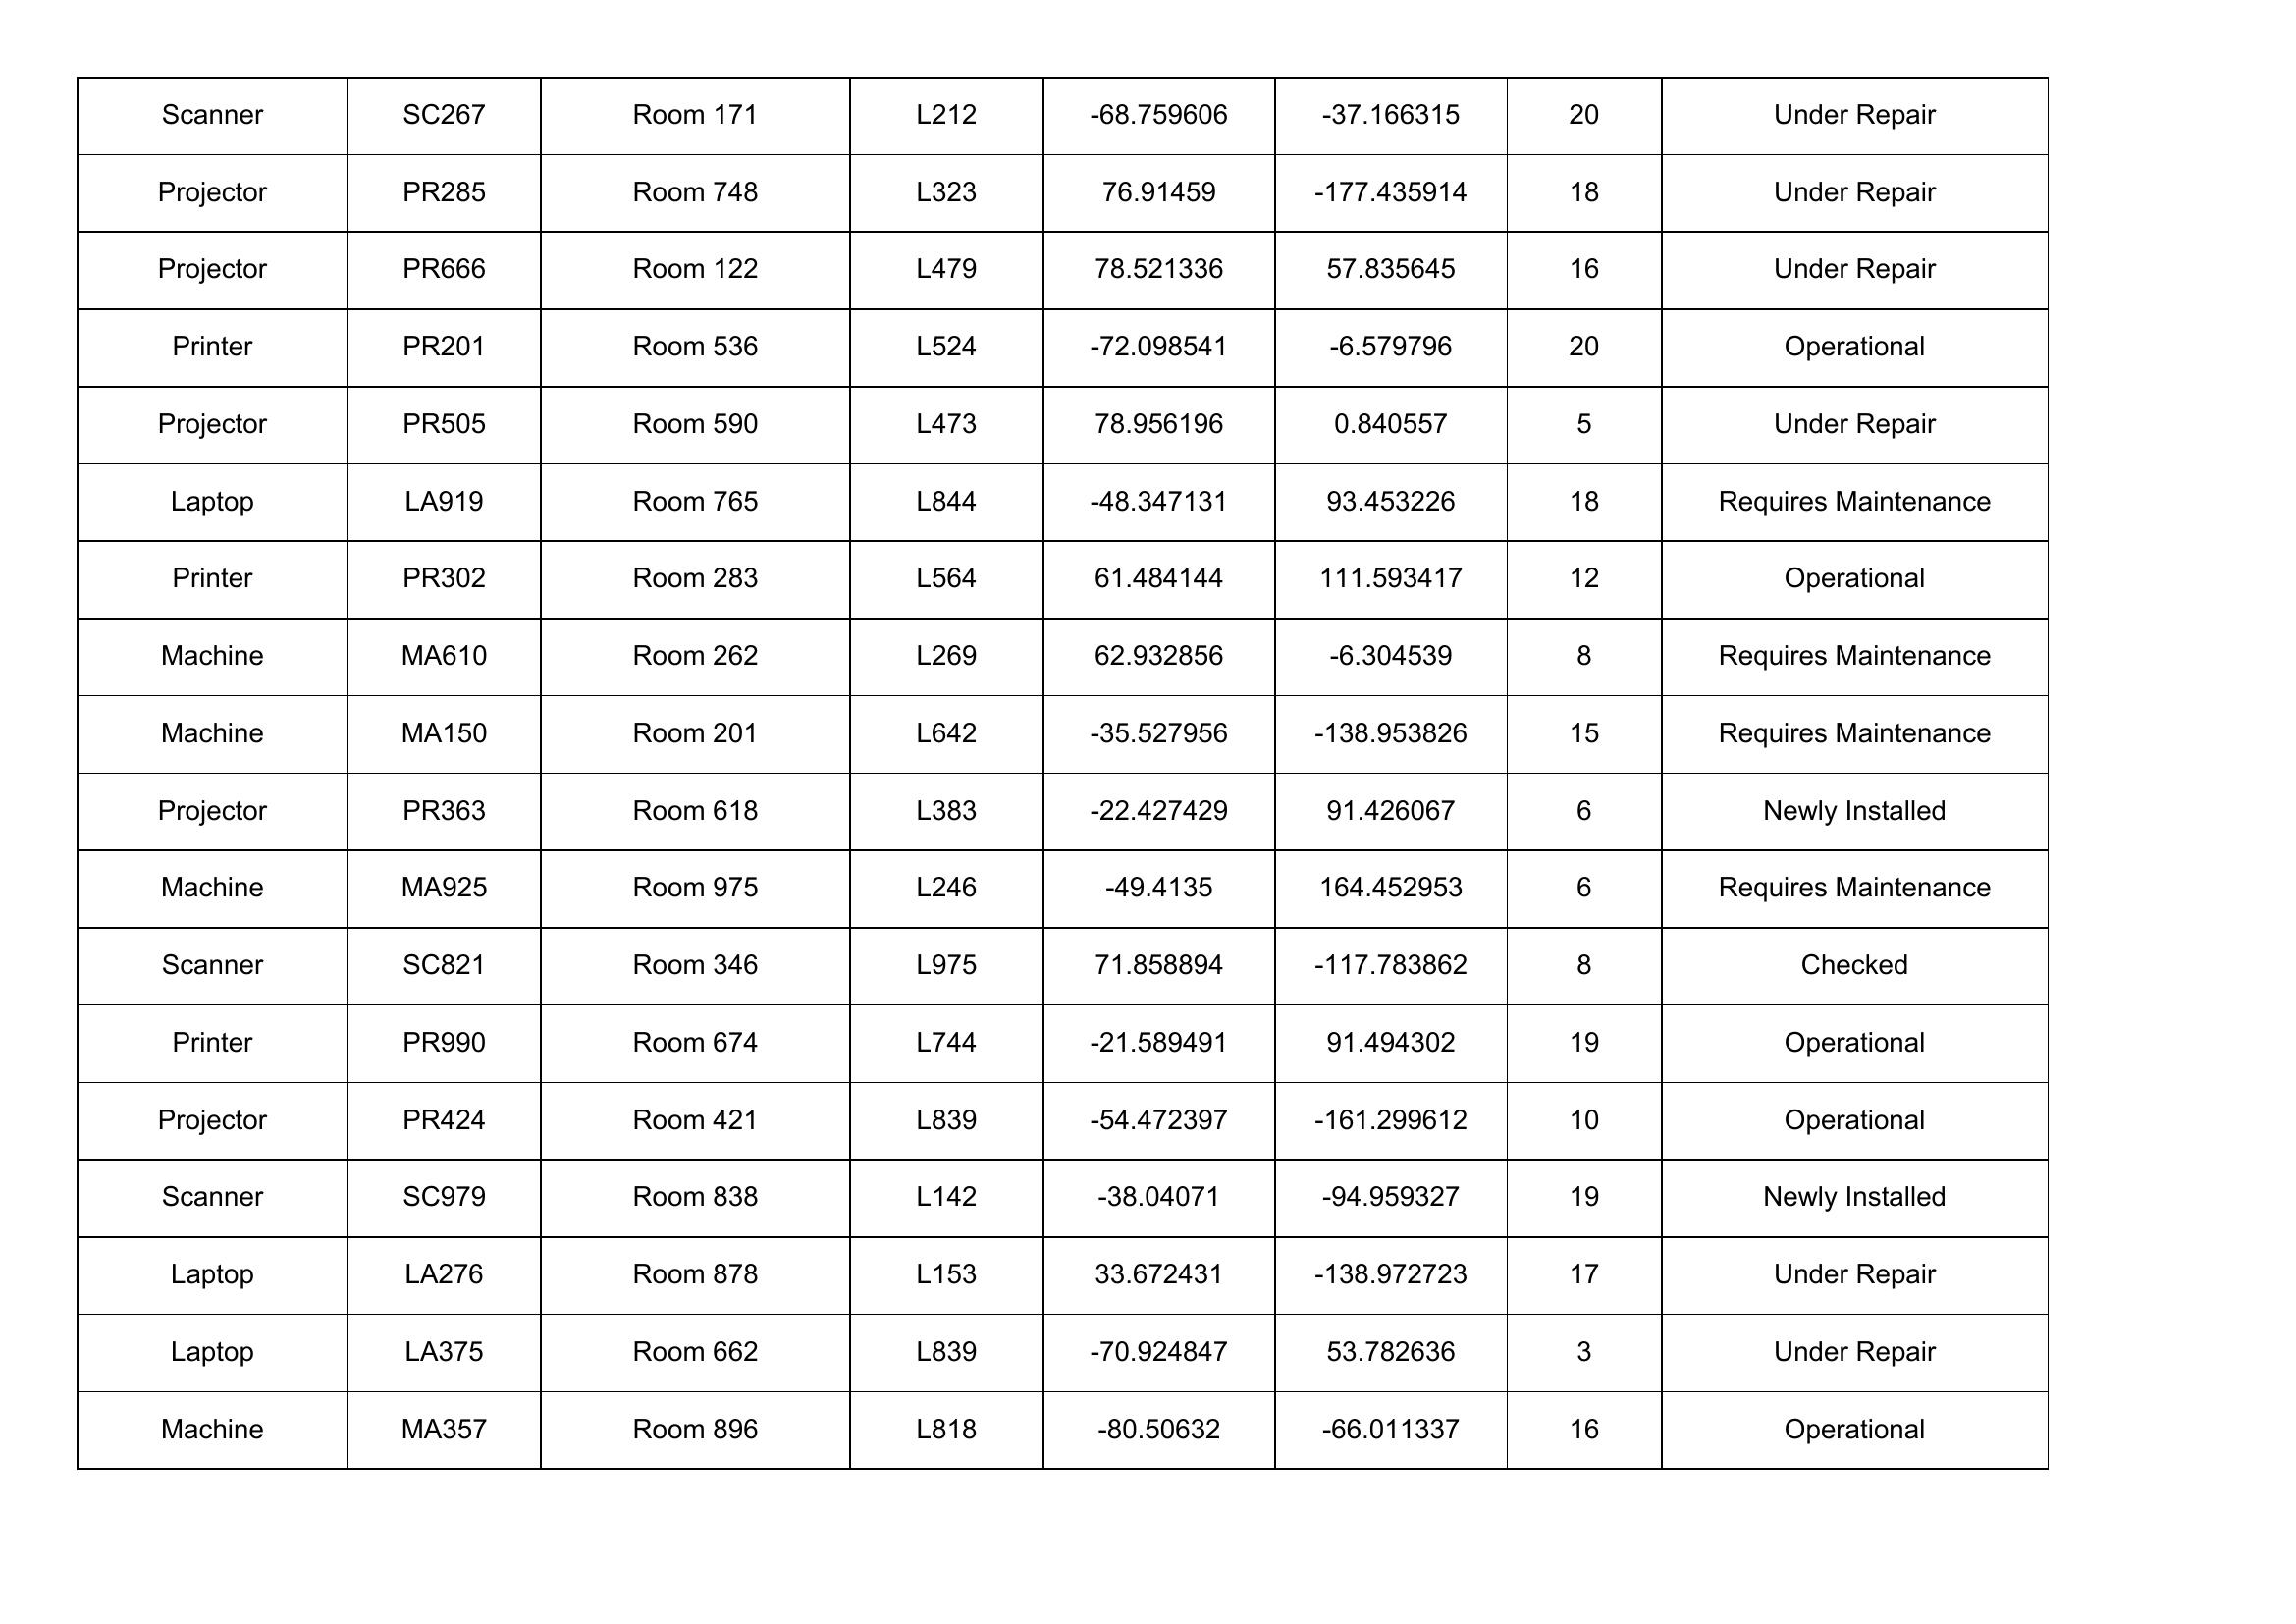 Scanner SC267 Room 171 L212 -68.759606 -37.166315 20 Under Repair
Projector PR285 Room 748 L323 76.91459 -177.435914 18 Under Repair
Projector PR666 Room 122 L479 78.521336 57.835645 16 Under Repair
Printer PR201 Room 536 L524 -72.098541 -6.579796 20 Operational
Projector PR505 Room 590 L473 78.956196 0.840557 5 Under Repair
Laptop LA919 Room 765 L844 -48.347131 93.453226 18 Requires Maintenance
Printer PR302 Room 283 L564 61.484144 111.593417 12 Operational
Machine MA610 Room 262 L269 62.932856 -6.304539 8 Requires Maintenance
Machine MA150 Room 201 L642 -35.527956 -138.953826 15 Requires Maintenance
Projector PR363 Room 618 L383 -22.427429 91.426067 6 Newly Installed
Machine MA925 Room 975 L246 -49.4135 164.452953 6 Requires Maintenance
Scanner SC821 Room 346 L975 71.858894 -117.783862 8 Checked
Printer PR990 Room 674 L744 -21.589491 91.494302 19 Operational
Projector PR424 Room 421 L839 -54.472397 -161.299612 10 Operational
Scanner SC979 Room 838 L142 -38.04071 -94.959327 19 Newly Installed
Laptop LA276 Room 878 L153 33.672431 -138.972723 17 Under Repair
Laptop LA375 Room 662 L839 -70.924847 53.782636 3 Under Repair
Machine MA357 Room 896 L818 -80.50632 -66.011337 16 Operational